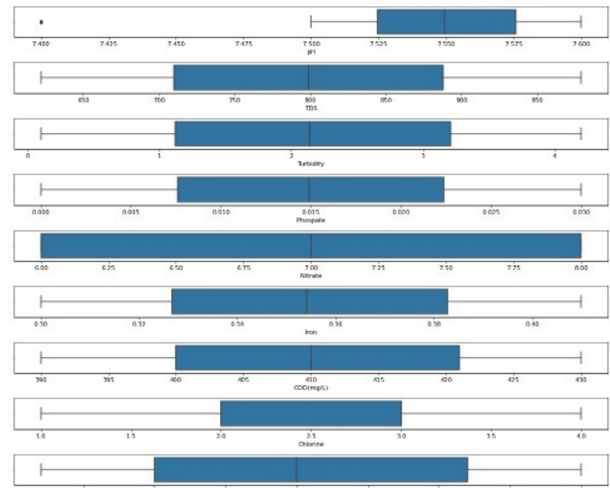 7.400 7.425 7.450 7.475 7.500 7.525 7.550 7.575 7.600
pH
650 700 750 800 850 900 950
TDS
0 1 2 3 4
Turbidity
0.000 0.005 0.010 0.015 0.020 0.025 0.030
Phospate
6.00 6.25 6.50 6.75 7.00 7.25 7.50 7.75 8.00
Nitrate
0.30 0.32 0.34 0.36 0.38 0.40
Iron
390 395 400 405 410 415 420 425 430
COD(mg/L)
1.0 1.5 2.0 2.5 3.0 3.5 4.0
Chlorine